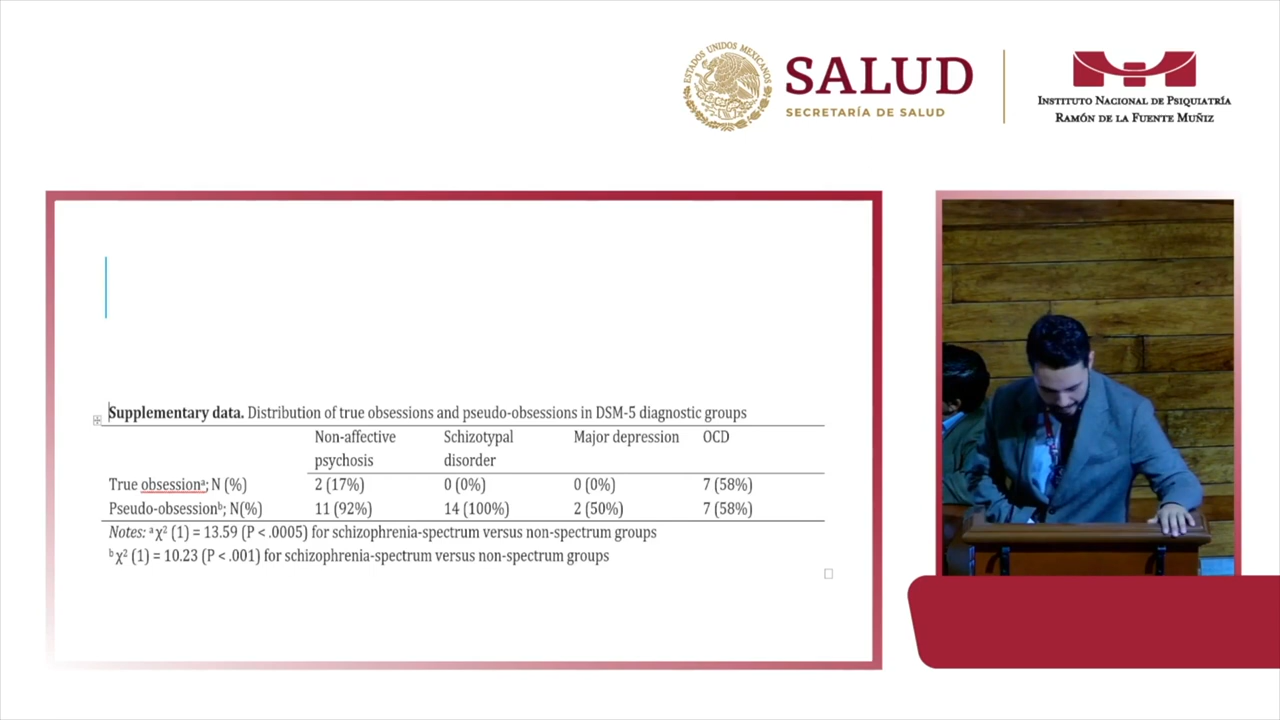 ESTADOS UNIDOS MEXICANOS
SALUD
SECRETARÍA DE SALUD
INSTITUTO NACIONAL DE PSIQUIATRÍA
RAMÓN DE LA FUENTE MUÑIZ
Supplementary data. Distribution of true obsessions and pseudo-obsessions in DSM-5 diagnostic groups
Non-affective psychosis Schizotypal disorder Major depression OCD
True obsessionᵃ; N (%) 2 (17%) 0 (0%) 0 (0%) 7 (58%)
Pseudo-obsessionᵇ; N(%) 11 (92%) 14 (100%) 2 (50%) 7 (58%)
Notes: ᵃ χ² (1) = 13.59 (P < .0005) for schizophrenia-spectrum versus non-spectrum groups
ᵇ χ² (1) = 10.23 (P < .001) for schizophrenia-spectrum versus non-spectrum groups